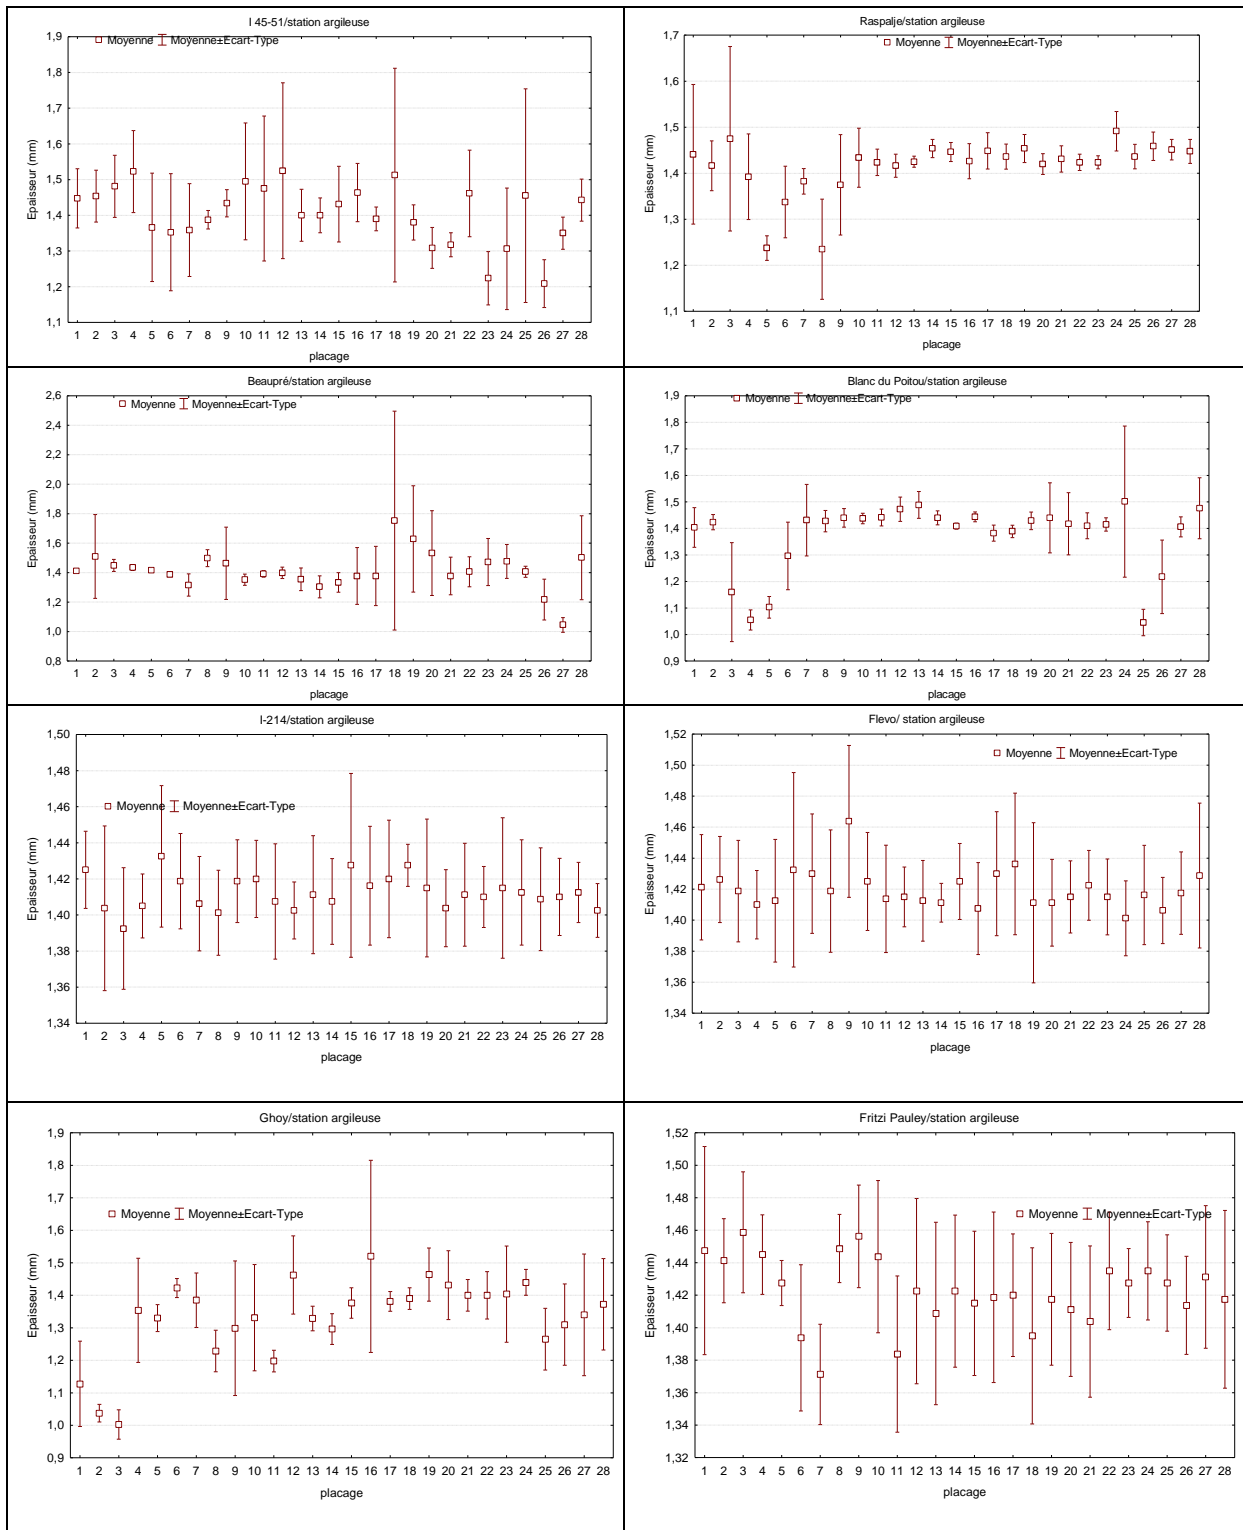 I 45-51/station argileuse
Moyenne Moyenne±Ecart-Type
1,9
1,8
1,7
1,6
1,5
1,4
1,3
1,2
1,1
Epaisseur (mm)
1 2 3 4 5 6 7 8 9 10 11 12 13 14 15 16 17 18 19 20 21 22 23 24 25 26 27 28
placage
Raspalje/station argileuse
Moyenne Moyenne±Ecart-Type
1,7
1,6
1,5
1,4
1,3
1,2
1,1
Epaisseur (mm)
1 2 3 4 5 6 7 8 9 10 11 12 13 14 15 16 17 18 19 20 21 22 23 24 25 26 27 28
placage
Beaupré/station argileuse
Moyenne Moyenne±Ecart-Type
2,6
2,4
2,2
2,0
1,8
1,6
1,4
1,2
1,0
0,8
Epaisseur (mm)
1 2 3 4 5 6 7 8 9 10 11 12 13 14 15 16 17 18 19 20 21 22 23 24 25 26 27 28
placage
Blanc du Poitou/station argileuse
Moyenne Moyenne±Ecart-Type
1,9
1,8
1,7
1,6
1,5
1,4
1,3
1,2
1,1
1,0
0,9
Epaisseur (mm)
1 2 3 4 5 6 7 8 9 10 11 12 13 14 15 16 17 18 19 20 21 22 23 24 25 26 27 28
placage
I-214/station argileuse
Moyenne Moyenne±Ecart-Type
1,50
1,48
1,46
1,44
1,42
1,40
1,38
1,36
1,34
Epaisseur (mm)
1 2 3 4 5 6 7 8 9 10 11 12 13 14 15 16 17 18 19 20 21 22 23 24 25 26 27 28
placage
Flevo/ station argileuse
Moyenne Moyenne±Ecart-Type
1,52
1,50
1,48
1,46
1,44
1,42
1,40
1,38
1,36
1,34
Epaisseur (mm)
1 2 3 4 5 6 7 8 9 10 11 12 13 14 15 16 17 18 19 20 21 22 23 24 25 26 27 28
placage
Ghoy/station argileuse
Moyenne Moyenne±Ecart-Type
1,9
1,8
1,7
1,6
1,5
1,4
1,3
1,2
1,1
1,0
0,9
Epaisseur (mm)
1 2 3 4 5 6 7 8 9 10 11 12 13 14 15 16 17 18 19 20 21 22 23 24 25 26 27 28
placage
Fritzi Pauley/station argileuse
Moyenne Moyenne±Ecart-Type
1,52
1,50
1,48
1,46
1,44
1,42
1,40
1,38
1,36
1,34
1,32
Epaisseur (mm)
1 2 3 4 5 6 7 8 9 10 11 12 13 14 15 16 17 18 19 20 21 22 23 24 25 26 27 28
placage